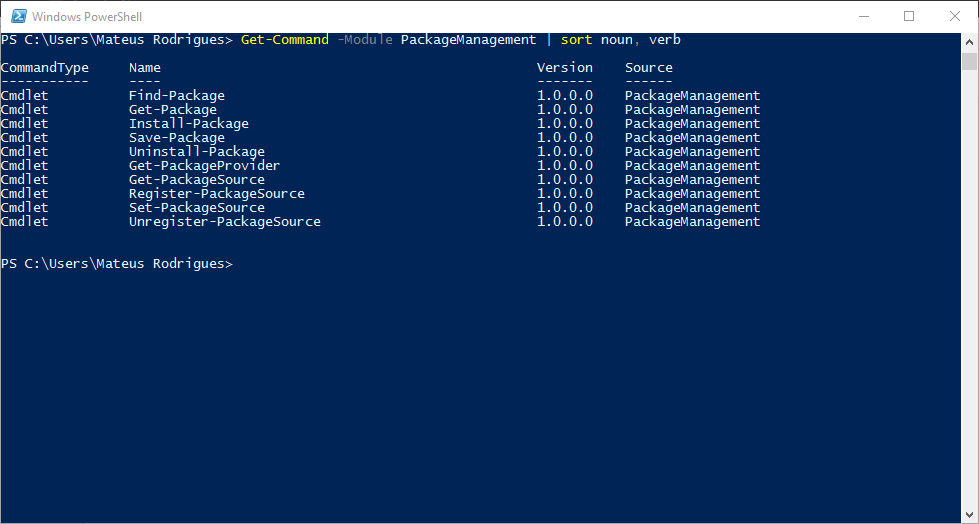 Windows PowerShell
PS C:\Users\Mateus Rodrigues> Get-Command -Module PackageManagement | sort noun, verb
CommandType     Name                                               Version    Source
-----------     ----                                               -------    ------
Cmdlet          Find-Package                                       1.0.0.0    PackageManagement
Cmdlet          Get-Package                                        1.0.0.0    PackageManagement
Cmdlet          Install-Package                                    1.0.0.0    PackageManagement
Cmdlet          Save-Package                                       1.0.0.0    PackageManagement
Cmdlet          Uninstall-Package                                  1.0.0.0    PackageManagement
Cmdlet          Get-PackageProvider                                1.0.0.0    PackageManagement
Cmdlet          Get-PackageSource                                  1.0.0.0    PackageManagement
Cmdlet          Register-PackageSource                             1.0.0.0    PackageManagement
Cmdlet          Set-PackageSource                                  1.0.0.0    PackageManagement
Cmdlet          Unregister-PackageSource                           1.0.0.0    PackageManagement
PS C:\Users\Mateus Rodrigues>